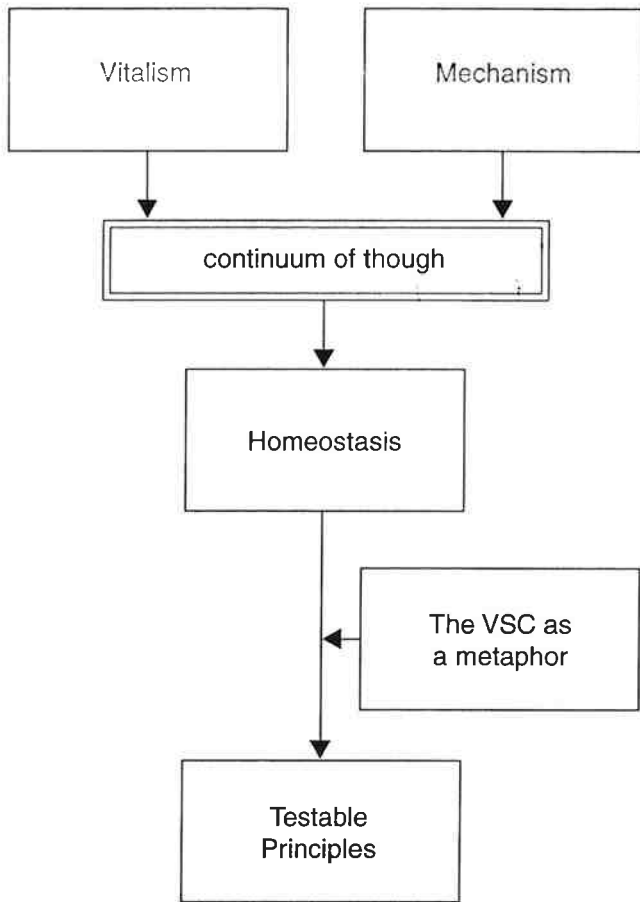 Vitalism
Mechanism
continuum of though
Homeostasis
The VSC as
a metaphor
Testable
Principles